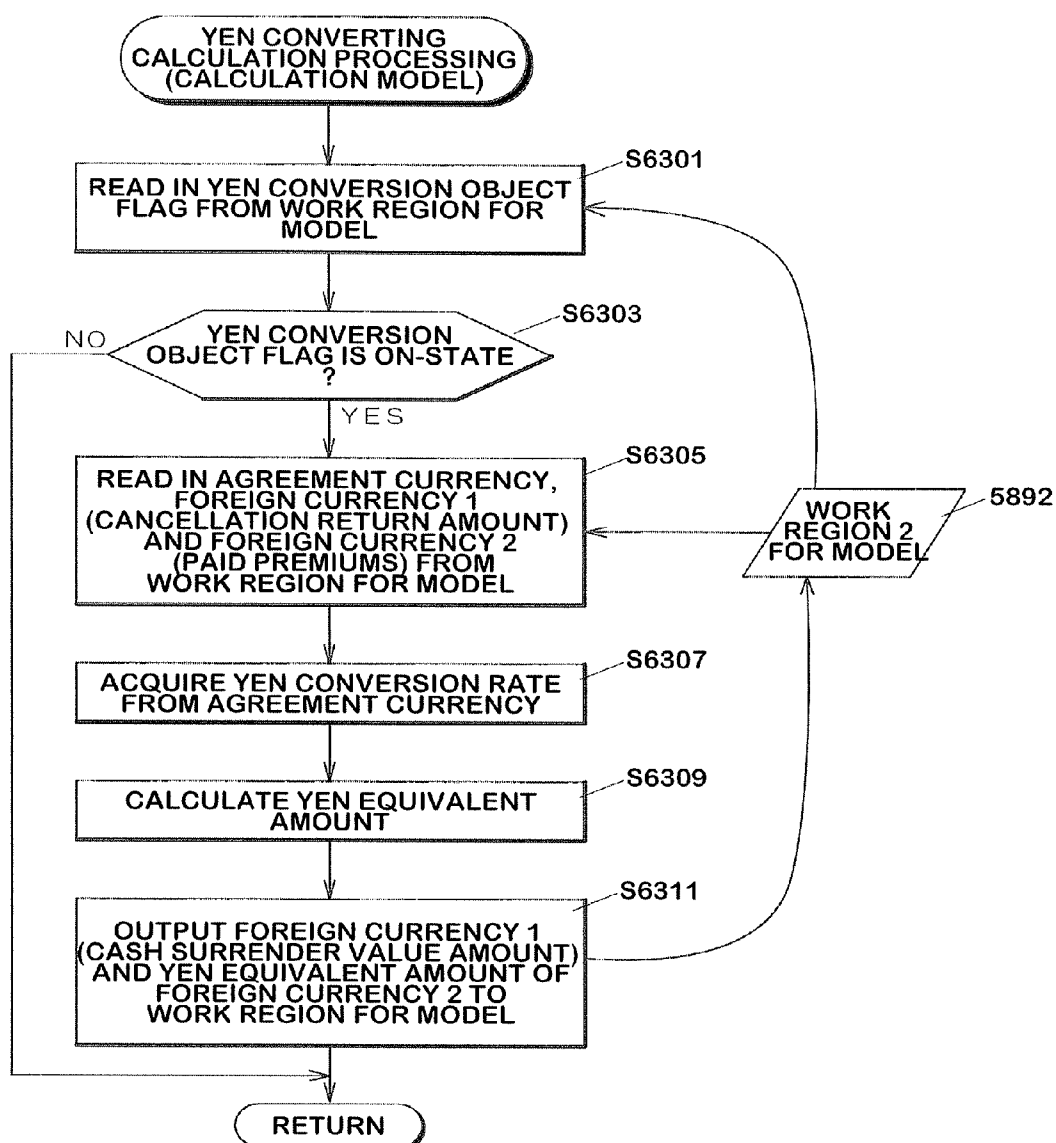 YEN CONVERTING
CALCULATION PROCESSING
(CALCULATION MODEL)
S6301
READ IN YEN CONVERSION OBJECT
FLAG FROM WORK REGION FOR
MODEL
S6303
NO
YEN CONVERSION
OBJECT FLAG IS ON-STATE
?
YES
S6305
READ IN AGREEMENT CURRENCY,
FOREIGN CURRENCY 1
(CANCELLATION RETURN AMOUNT)
AND FOREIGN CURRENCY 2
(PAID PREMIUMS) FROM
WORK REGION FOR MODEL
5892
WORK
REGION 2
FOR MODEL
S6307
ACQUIRE YEN CONVERSION RATE
FROM AGREEMENT CURRENCY
S6309
CALCULATE YEN EQUIVALENT
AMOUNT
S6311
OUTPUT FOREIGN CURRENCY 1
(CASH SURRENDER VALUE AMOUNT)
AND YEN EQUIVALENT AMOUNT OF
FOREIGN CURRENCY 2 TO
WORK REGION FOR MODEL
RETURN